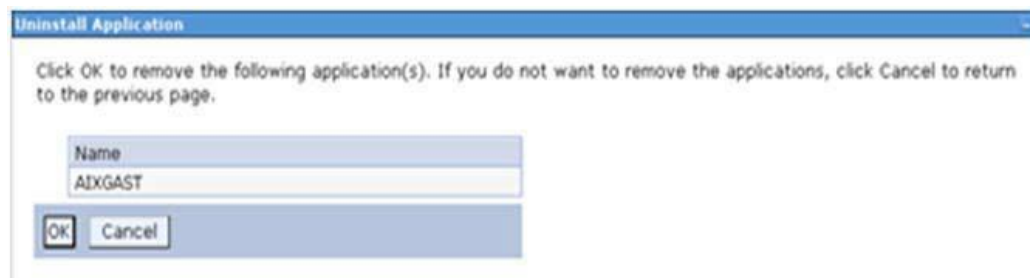 Uninstall Application
Click OK to remove the following application(s). If you do not want to remove the applications, click Cancel to return
to the previous page.
Name
AIXGAST
OK Cancel